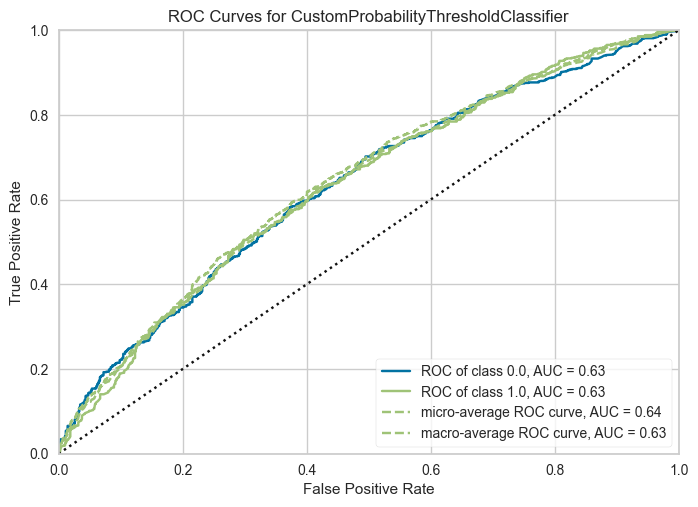 ROC Curves for CustomProbabilityThresholdClassifier
True Positive Rate
1.0
0.8
0.6
0.4
0.2
0.0
ROC of class 0.0, AUC = 0.63
ROC of class 1.0, AUC = 0.63
micro-average ROC curve, AUC = 0.64
macro-average ROC curve, AUC = 0.63
0.0 0.2 0.4 0.6 0.8 1.0
False Positive Rate